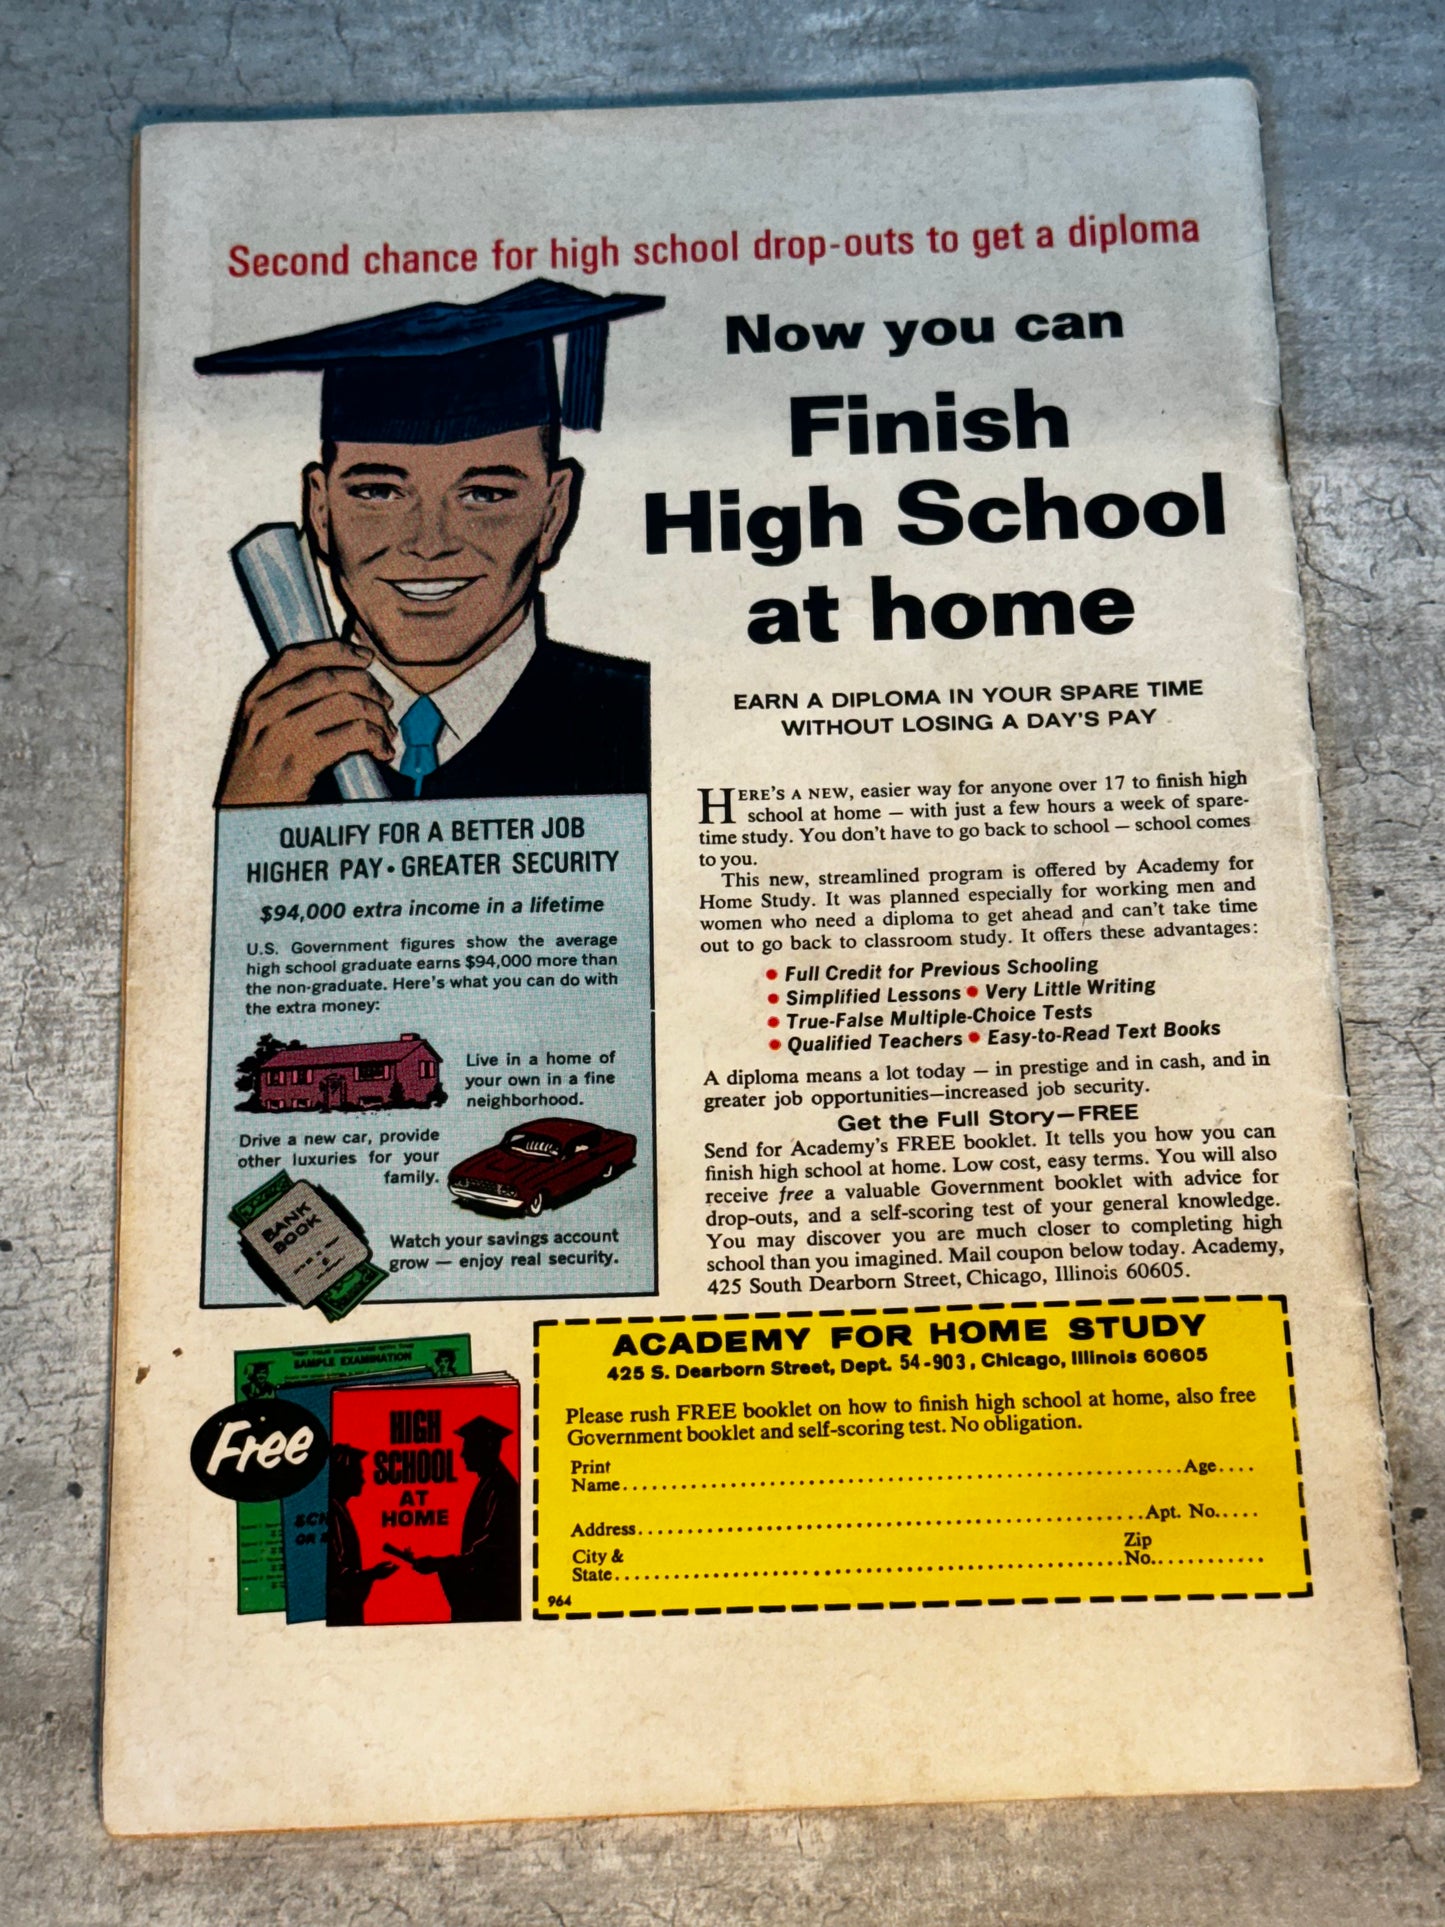 Second chance for high school drop-outs to get a diploma
Now you can
Finish
High School
at home
EARN A DIPLOMA IN YOUR SPARE TIME
WITHOUT LOSING A DAY'S PAY
HERE'S A NEW, easier way for anyone over 17 to finish high
school at home — with just a few hours a week of spare-
time study. You don't have to go back to school — school comes
to you.
This new, streamlined program is offered by Academy for
Home Study. It was planned especially for working men and
women who need a diploma to get ahead and can't take time
out to go back to classroom study. It offers these advantages:
• Full Credit for Previous Schooling
• Simplified Lessons • Very Little Writing
• True-False Multiple-Choice Tests
• Qualified Teachers • Easy-to-Read Text Books
A diploma means a lot today — in prestige and in cash, and in
greater job opportunities—increased job security.
Get the Full Story—FREE
Send for Academy's FREE booklet. It tells you how you can
finish high school at home. Low cost, easy terms. You will also
receive free a valuable Government booklet with advice for
drop-outs, and a self-scoring test of your general knowledge.
You may discover you are much closer to completing high
school than you imagined. Mail coupon below today. Academy,
425 South Dearborn Street, Chicago, Illinois 60605.
QUALIFY FOR A BETTER JOB
HIGHER PAY • GREATER SECURITY
$94,000 extra income in a lifetime
U.S. Government figures show the average
high school graduate earns $94,000 more than
the non-graduate. Here's what you can do with
the extra money:
Live in a home of
your own in a fine
neighborhood.
Drive a new car, provide
other luxuries for your
family.
BANK
BOOK
Watch your savings account
grow — enjoy real security.
TEST YOUR KNOWLEDGE WITH THIS
SAMPLE EXAMINATION
Free
HIGH
SCHOOL
AT
HOME
SCH
OR
ACADEMY FOR HOME STUDY
425 S. Dearborn Street, Dept. 54-903, Chicago, Illinois 60605
Please rush FREE booklet on how to finish high school at home, also free
Government booklet and self-scoring test. No obligation.
Print
Name..........Age....
Address..........Apt. No.....
City &
State..........Zip
No...........
964